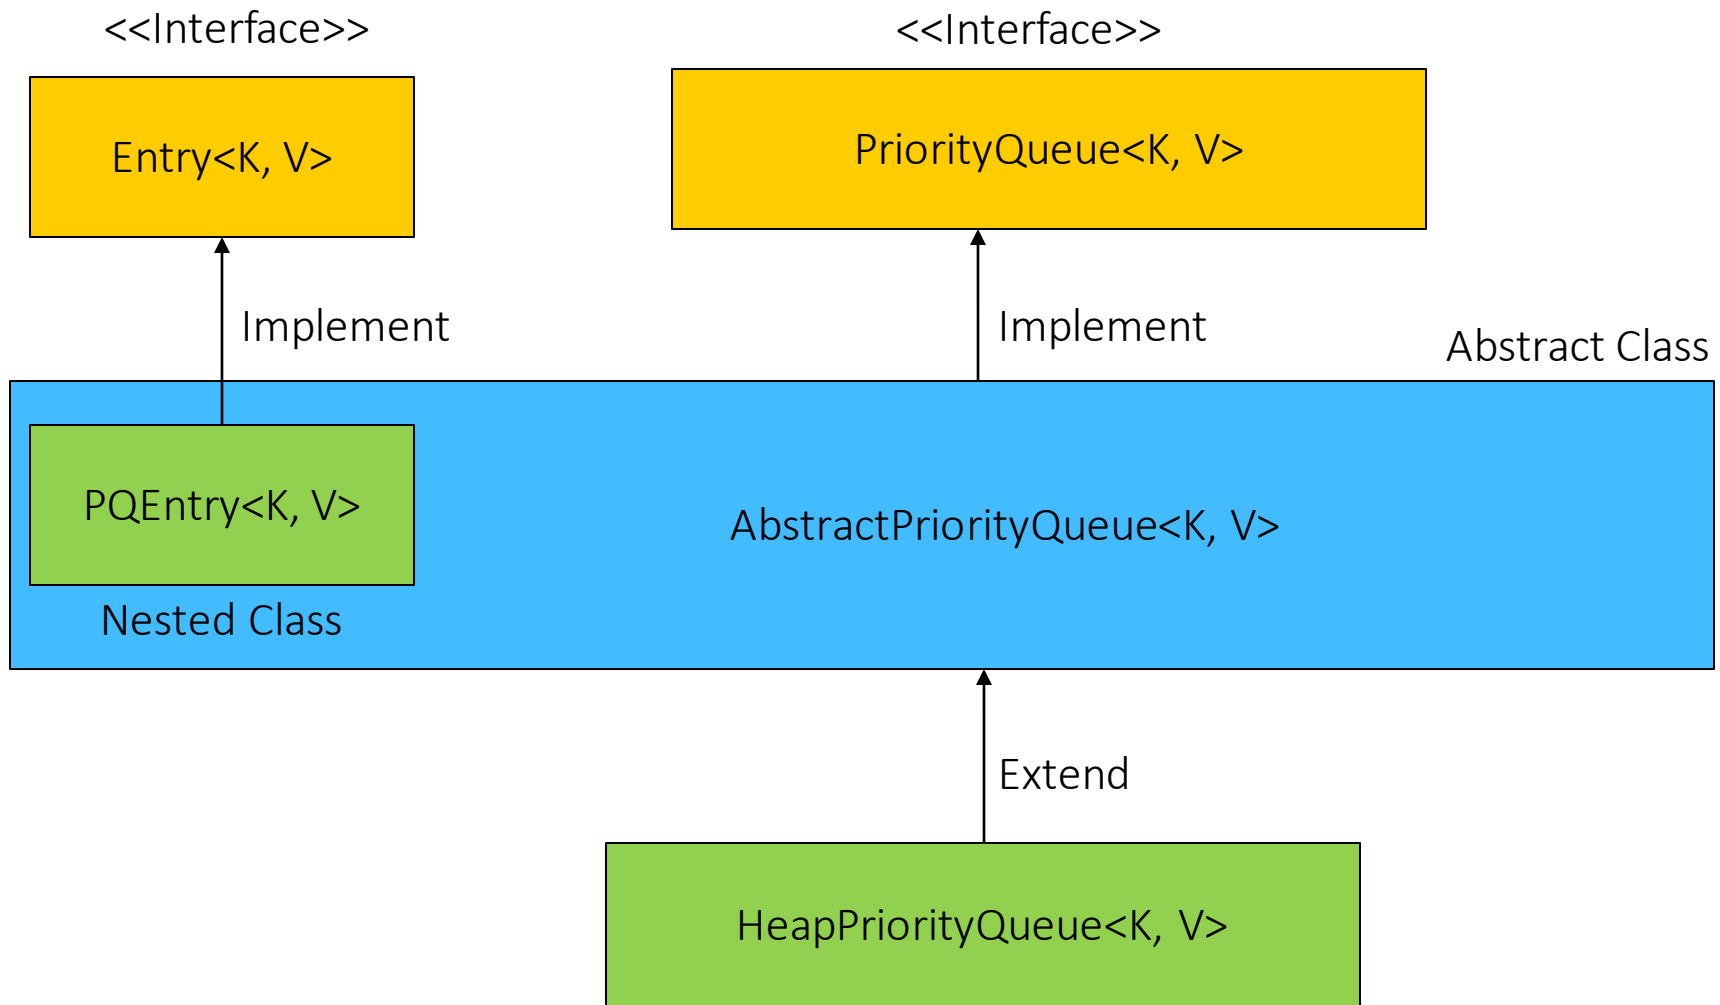 <<Interface>>
<<Interface>>
Entry<K, V>
PriorityQueue<K, V>
Implement
Implement
Abstract Class
PQEntry<K, V>
AbstractPriorityQueue<K, V>
Nested Class
Extend
HeapPriorityQueue<K, V>